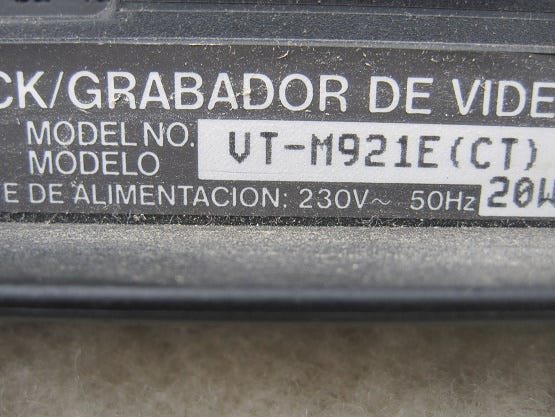 CK/GRABADOR DE VIDE
MODEL NO. VT-M921E(CT)
MODELO
E DE ALIMENTACION: 230V~ 50Hz 20W